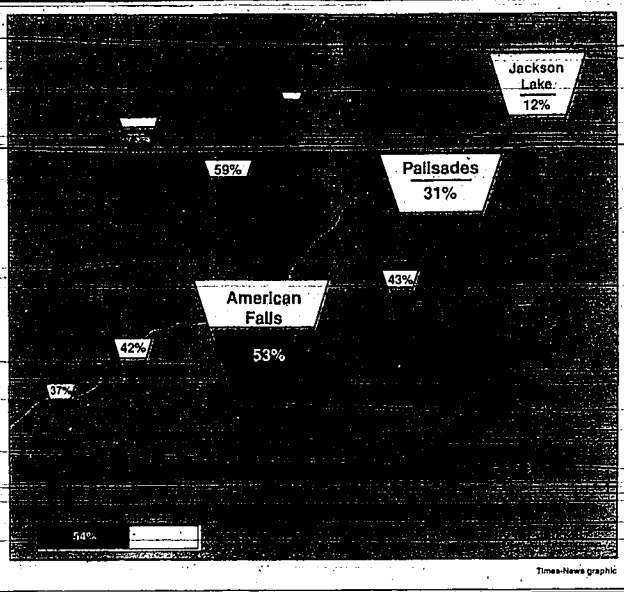 Jackson
Lake
12%
59%
Palisades
31%
43%
American
Falls
53%
42%
37%
54%
Times-News graphic